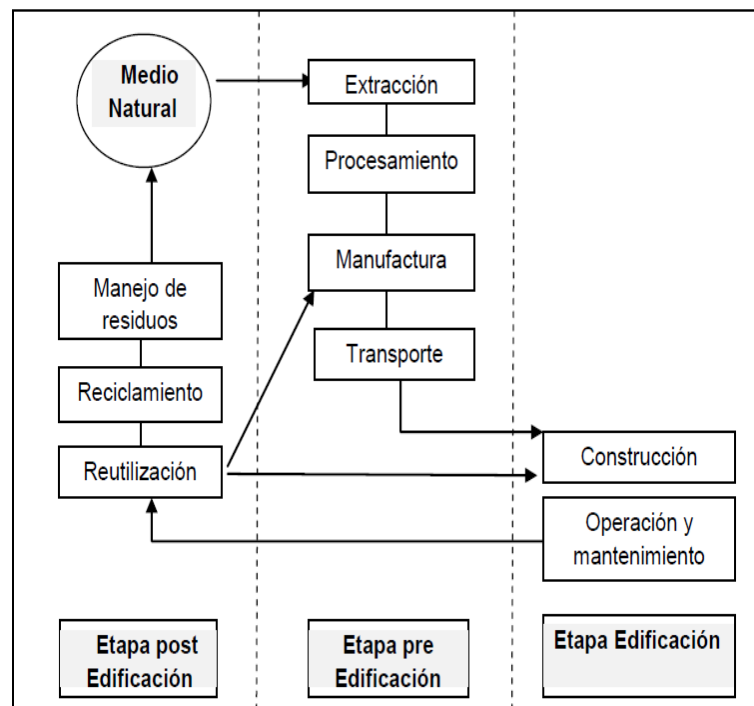 Medio
Natural
Extracción
Procesamiento
Manufactura
Transporte
Manejo de
residuos
Reciclamiento
Reutilización
Construcción
Operación y
mantenimiento
Etapa post
Edificación
Etapa pre
Edificación
Etapa Edificación